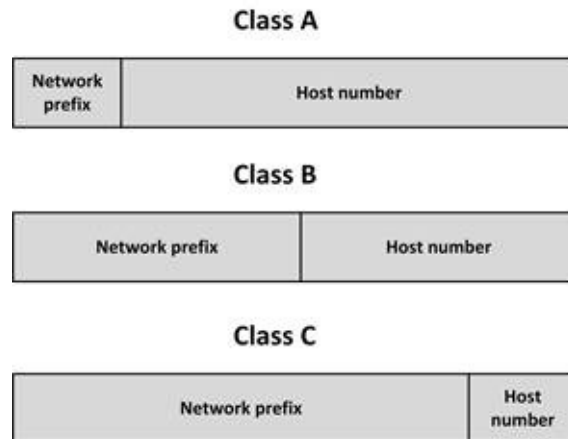 Class A
Network
prefix
Host number
Class B
Network prefix
Host number
Class C
Network prefix
Host
number